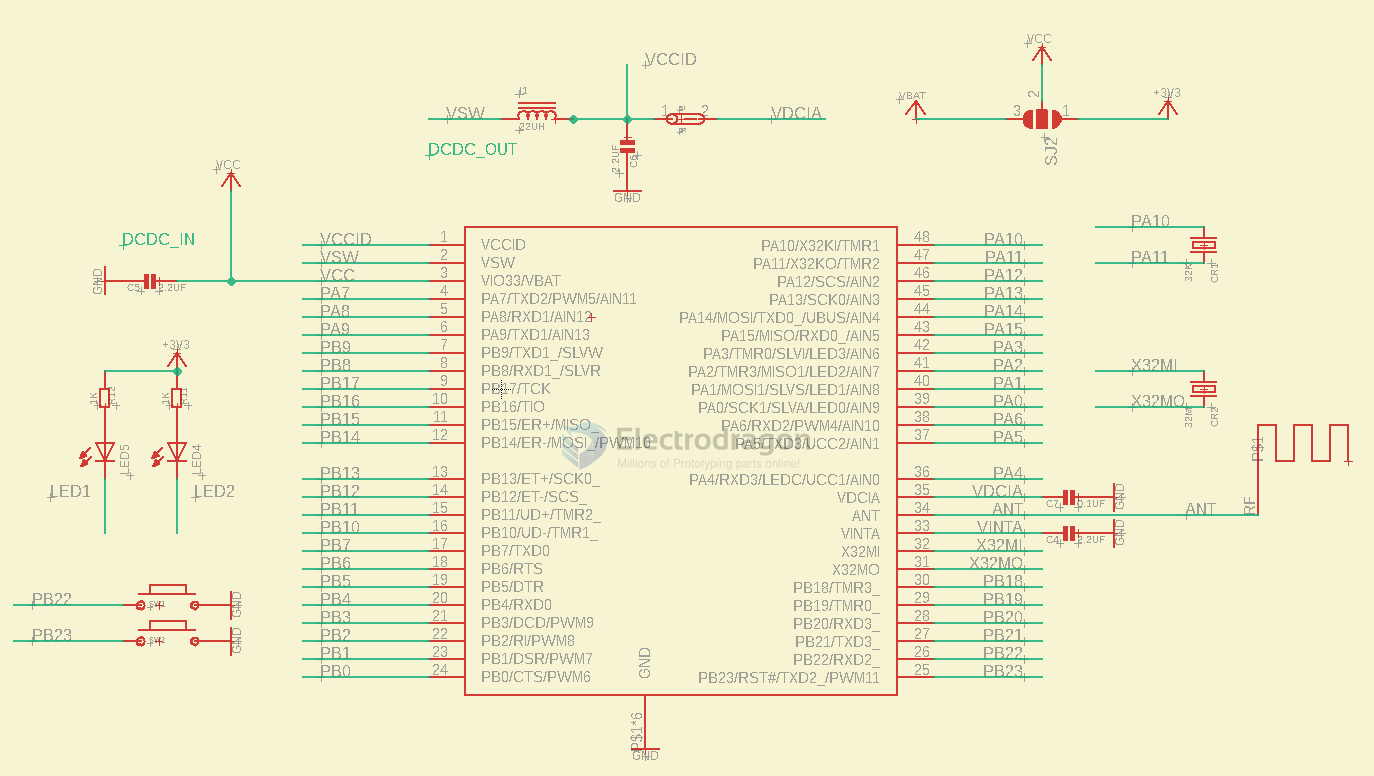 VCC
VCCID
VBAT
+3V3
2
3
1
SJ2
VSW
22UH
1
2
VDCIA
DCDC_OUT
2.2UF
C6
GND
VCC
DCDC_IN
GND
C5
2.2UF
+3V3
1K
1K
LED5
LED4
LED1
LED2
PB22
GND
PB23
GND
VCCID 1 VCCID
VSW 2 VSW
VCC 3 VIO33/VBAT
PA7 4 PA7/TXD2/PWM5/AIN11
PA8 5 PA8/RXD1/AIN12
PA9 6 PA9/TXD1/AIN13
PB9 7 PB9/TXD1_/SLVW
PB8 8 PB8/RXD1_/SLVR
PB17 9 PB17/TCK
PB16 10 PB16/TIO
PB15 11 PB15/ER+/MISO_
PB14 12 PB14/ER-/MOSI_/PWM10
PB13 13 PB13/ET+/SCK0_
PB12 14 PB12/ET-/SCS_
PB11 15 PB11/UD+/TMR2_
PB10 16 PB10/UD-/TMR1_
PB7 17 PB7/TXD0
PB6 18 PB6/RTS
PB5 19 PB5/DTR
PB4 20 PB4/RXD0
PB3 21 PB3/DCD/PWM9
PB2 22 PB2/RI/PWM8
PB1 23 PB1/DSR/PWM7
PB0 24 PB0/CTS/PWM6
PA10/X32KI/TMR1 48 PA10
PA11/X32KO/TMR2 47 PA11
PA12/SCS/AIN2 46 PA12
PA13/SCK0/AIN3 45 PA13
PA14/MOSI/TXD0_/UBUS/AIN4 44 PA14
PA15/MISO/RXD0_/AIN5 43 PA15
PA3/TMR0/SLVI/LED3/AIN6 42 PA3
PA2/TMR3/MISO1/LED2/AIN7 41 PA2
PA1/MOSI1/SLVS/LED1/AIN8 40 PA1
PA0/SCK1/SLVA/LED0/AIN9 39 PA0
PA6/RXD2/PWM4/AIN10 38 PA6
PA5/TXD3/UCC2/AIN1 37 PA5
PA4/RXD3/LEDC/UCC1/AIN0 36 PA4
VDCIA 35 VDCIA
ANT 34 ANT
VINTA 33 VINTA
X32MI 32 X32MI
X32MO 31 X32MO
PB18/TMR3_ 30 PB18
PB19/TMR0_ 29 PB19
PB20/RXD3_ 28 PB20
PB21/TXD3_ 27 PB21
PB22/RXD2_ 26 PB22
PB23/RST#/TXD2_/PWM11 25 PB23
Electrodragon
Millions of Prototyping parts online!
GND
P$1*6
GND
PA10
PA11
32K
CR1
X32MI
X32MO
32M
CR2
C7
0.1UF
GND
C4
2.2UF
GND
ANT
RF
P$1